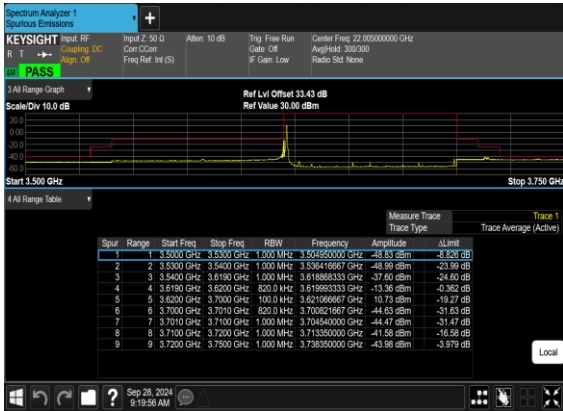 Spectrum Analyzer 1
Spurious Emissions
+
KEYSIGHT Input: RF Input Z: 50 Ω Atten: 10 dB Trig: Free Run Center Freq: 22.005000000 GHz
R T Coupling: DC Corr CCorr Gate: Off Avg|Hold: 300/300
Align: Off Freq Ref: Int (S) IF Gain: Low Radio Std: None
PASS
3 All Range Graph
Ref Lvl Offset 33.43 dB
Scale/Div 10.0 dB Ref Value 30.00 dBm
20.0
0.00
-20.0
-40.0
-60.0
Start 3.500 GHz Stop 3.750 GHz
4 All Range Table
Measure Trace Trace 1
Trace Type Trace Average (Active)
Spur Range Start Freq Stop Freq RBW Frequency Amplitude ΔLimit
1 1 3.5000 GHz 3.5300 GHz 1.000 MHz 3.504950000 GHz -48.83 dBm -8.826 dB
2 2 3.5300 GHz 3.5400 GHz 1.000 MHz 3.536416667 GHz -48.99 dBm -23.99 dB
3 3 3.5400 GHz 3.6190 GHz 1.000 MHz 3.618868333 GHz -37.60 dBm -24.60 dB
4 4 3.6190 GHz 3.6200 GHz 820.0 kHz 3.619993333 GHz -13.36 dBm -0.362 dB
5 5 3.6200 GHz 3.7000 GHz 100.0 kHz 3.621066667 GHz 10.73 dBm -19.27 dB
6 6 3.7000 GHz 3.7010 GHz 820.0 kHz 3.700821667 GHz -44.63 dBm -31.63 dB
7 7 3.7010 GHz 3.7100 GHz 1.000 MHz 3.704540000 GHz -44.47 dBm -31.47 dB
8 8 3.7100 GHz 3.7200 GHz 1.000 MHz 3.713350000 GHz -41.58 dBm -16.58 dB
9 9 3.7200 GHz 3.7500 GHz 1.000 MHz 3.738350000 GHz -43.98 dBm -3.979 dB
Local
? Sep 28, 2024
9:19:56 AM